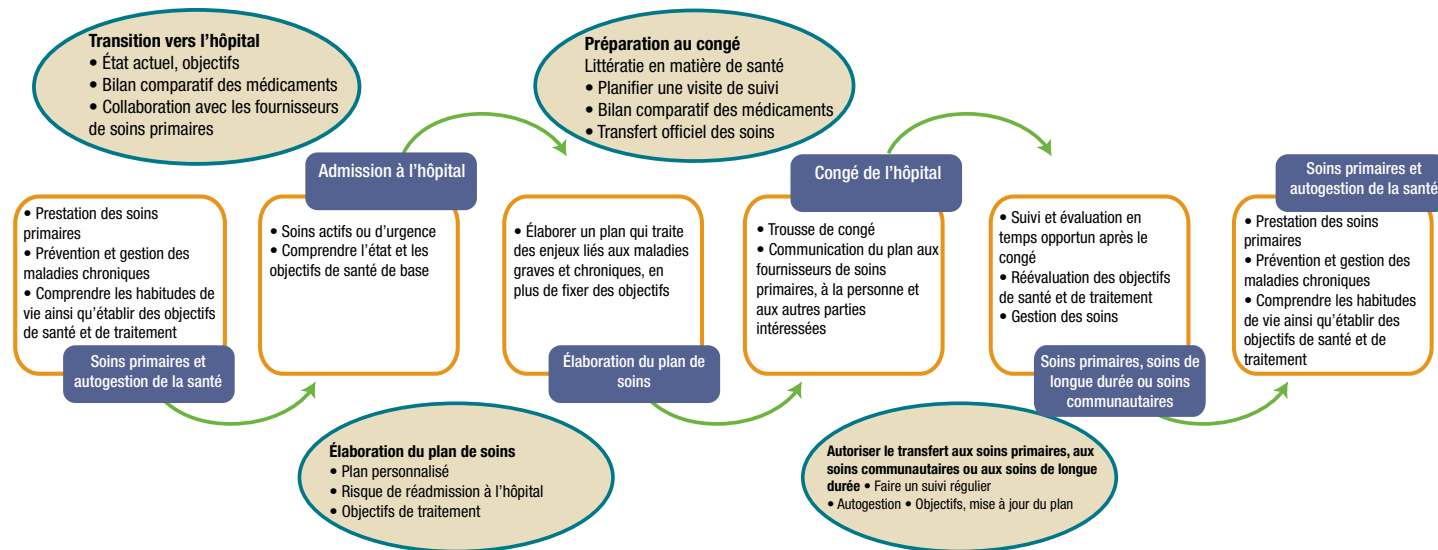 Transition vers l'hôpital
• État actuel, objectifs
• Bilan comparatif des médicaments
• Collaboration avec les fournisseurs
de soins primaires
Préparation au congé
Littératie en matière de santé
• Planifier une visite de suivi
• Bilan comparatif des médicaments
• Transfert officiel des soins
• Prestation des soins
primaires
• Prévention et gestion des
maladies chroniques
• Comprendre les habitudes de
vie ainsi qu'établir des objectifs
de santé et de traitement
Soins primaires et
autogestion de la santé
Admission à l'hôpital
• Soins actifs ou d'urgence
• Comprendre l'état et les
objectifs de santé de base
• Élaborer un plan qui traite
des enjeux liés aux maladies
graves et chroniques, en
plus de fixer des objectifs
Élaboration du plan de
soins
Congé de l'hôpital
• Trousse de congé
• Communication du plan aux
fournisseurs de soins
primaires, à la personne et
aux autres parties
intéressées
• Suivi et évaluation en
temps opportun après le
congé
• Réévaluation des objectifs
de santé et de traitement
• Gestion des soins
Soins primaires, soins de
longue durée ou soins
communautaires
Soins primaires et
autogestion de la santé
• Prestation des soins
primaires
• Prévention et gestion des
maladies chroniques
• Comprendre les habitudes
de vie ainsi qu'établir des
objectifs de santé et de
traitement
Élaboration du plan de soins
• Plan personnalisé
• Risque de réadmission à l'hôpital
• Objectifs de traitement
Autoriser le transfert aux soins primaires, aux
soins communautaires ou aux soins de longue
durée • Faire un suivi régulier
• Autogestion • Objectifs, mise à jour du plan